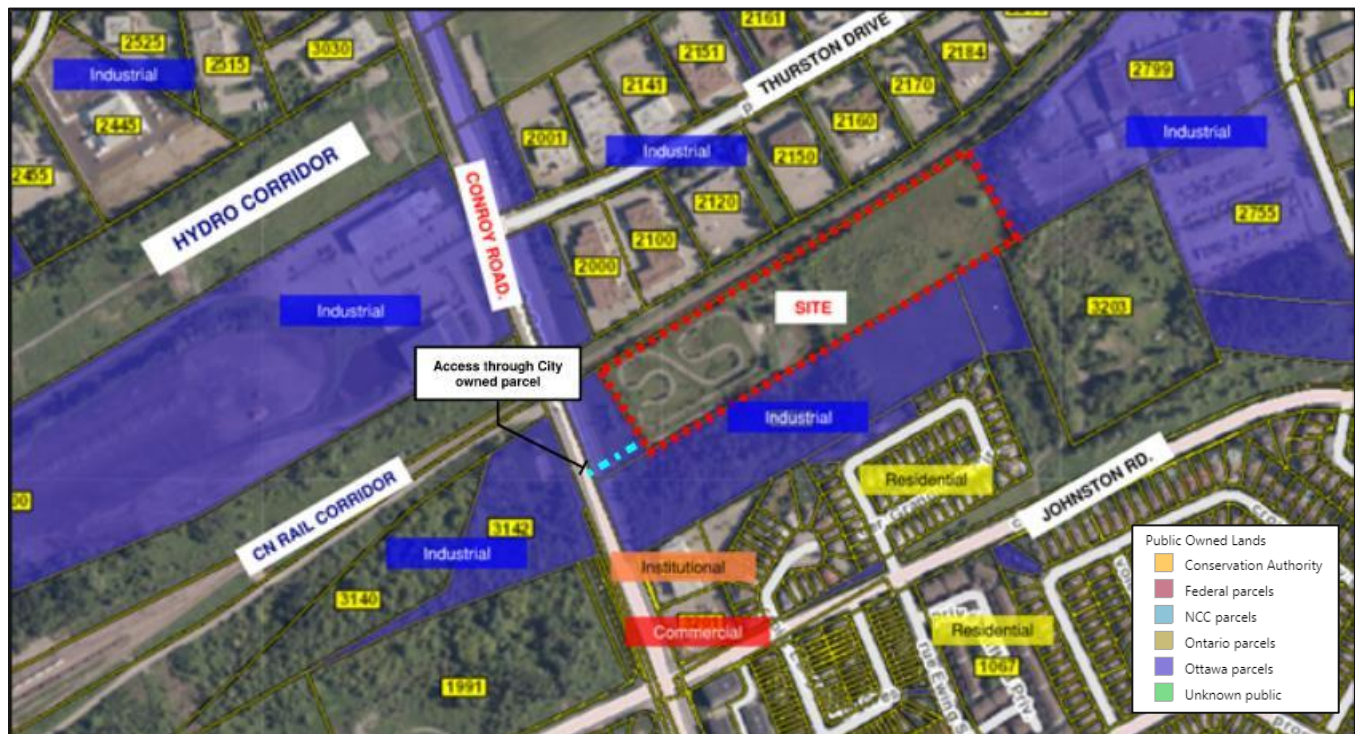 2161
2525
3030
2515
2151
THURSTON DRIVE
2184
Industrial
2141
2170
2799
2445
2001
2160
Industrial
2455
HYDRO CORRIDOR
Industrial
2150
CONROY ROAD.
2120
2755
2100
2000
SITE
3203
Industrial
Access through City
owned parcel
Industrial
CN RAIL CORRIDOR
Residential
JOHNSTON RD.
3142
Industrial
Institutional
3140
Commercial
Residential
1067
1991
rue Ewing S
Priv.
Public Owned Lands
Conservation Authority
Federal parcels
NCC parcels
Ontario parcels
Ottawa parcels
Unknown public